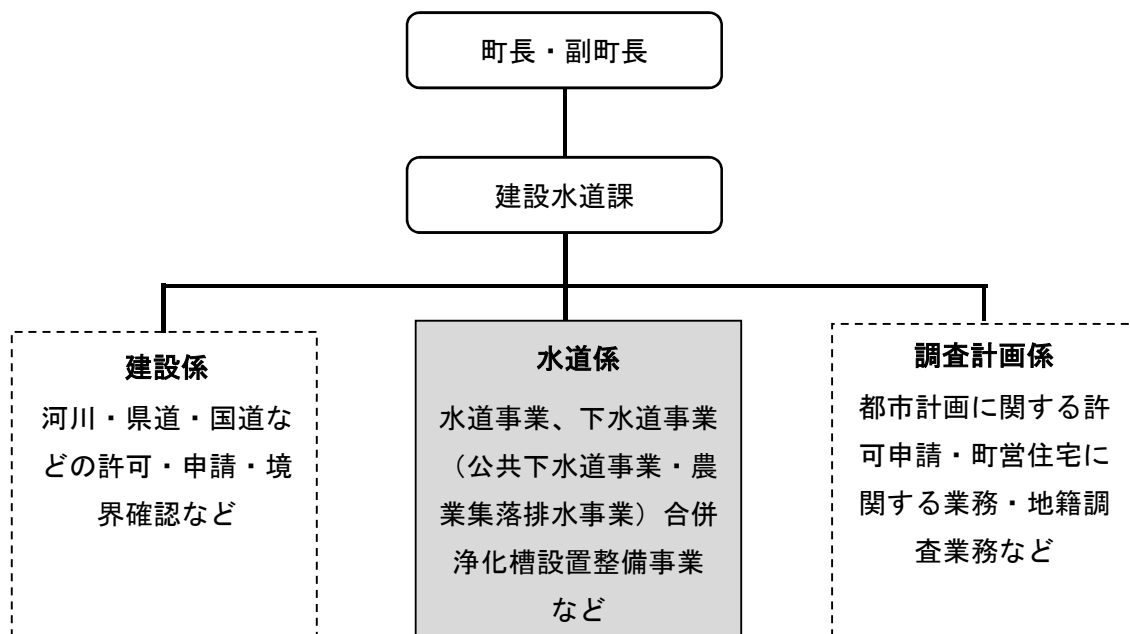 町長・副町長
建設水道課
建設係
河川・県道・国道な
どの許可・申請・境
界確認など
水道係
水道事業、下水道事業
（公共下水道事業・農
業集落排水事業）合併
浄化槽設置整備事業
など
調査計画係
都市計画に関する許
可申請・町営住宅に
関する業務・地籍調
査業務など